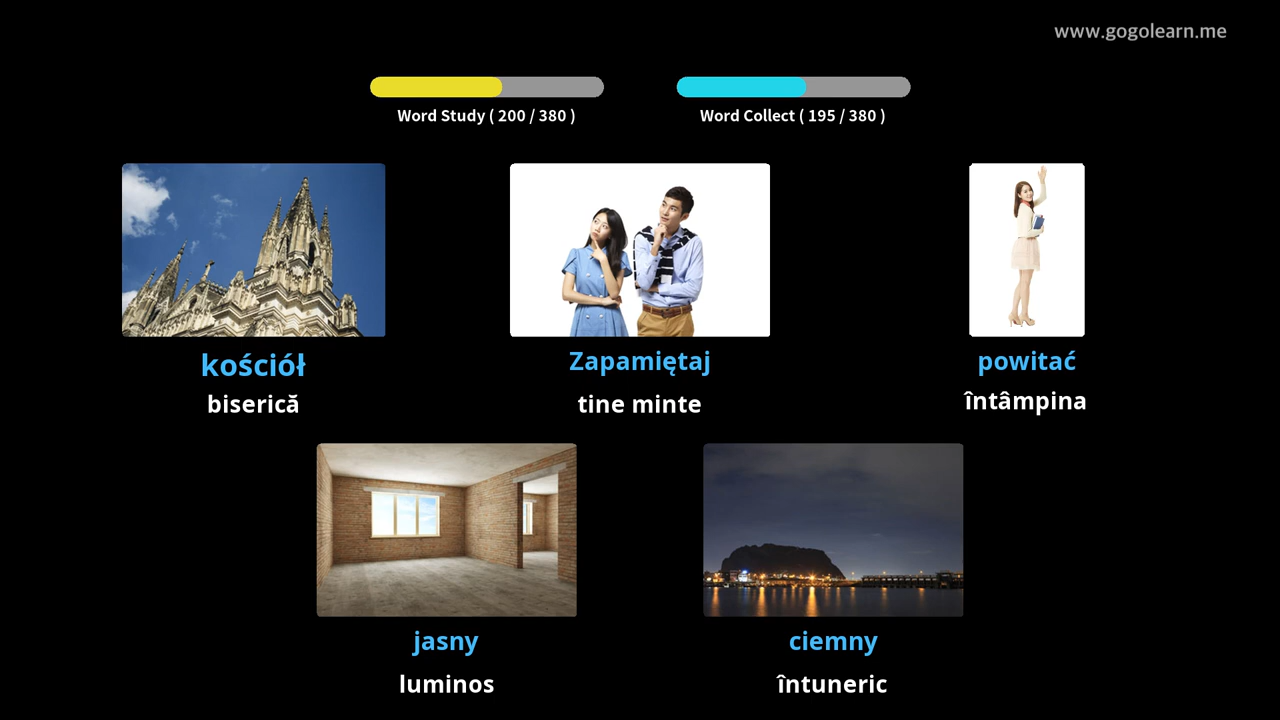 www.gogolearn.me
Word Study ( 200 / 380 )
Word Collect ( 195 / 380 )
kościół
biserică
Zapamiętaj
tine minte
powitać
întâmpina
jasny
luminos
ciemny
întuneric